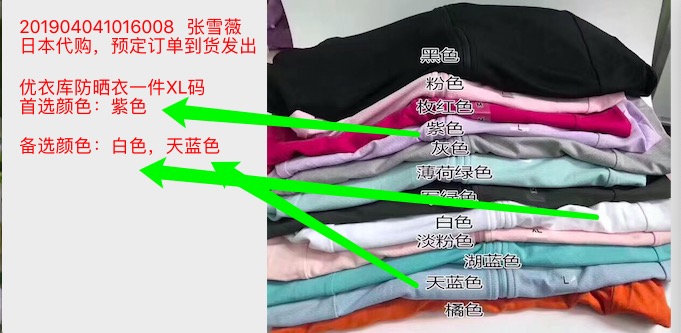 201904041016008 张雪薇
日本代购，预定订单到货发出
优衣库防晒衣一件XL码
首选颜色：紫色
备选颜色：白色，天蓝色
黑色
粉色
枚红色
紫色
L
灰色
薄荷绿色
军绿色
白色
XL
淡粉色
湖蓝色
天蓝色
L
橘色